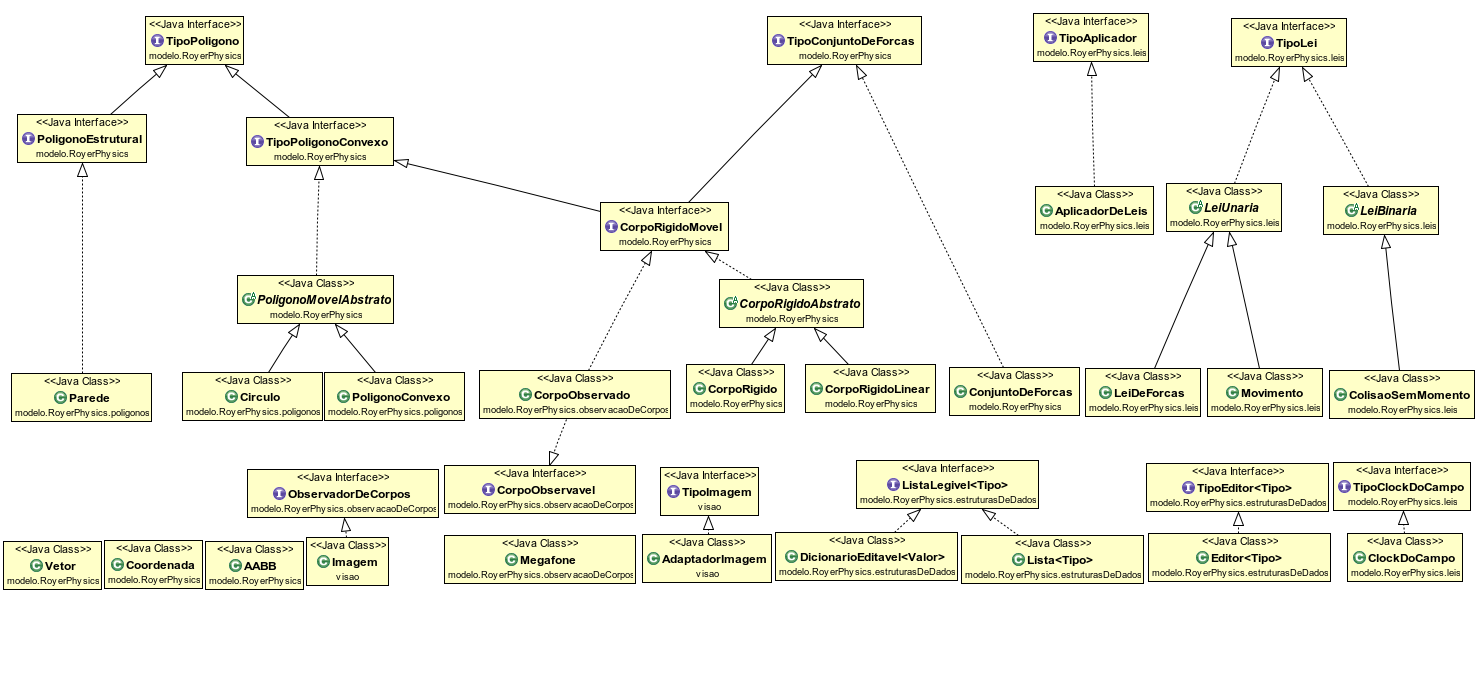 <<Java Interface>>
TipoPoligono
modelo.RoyerPhysics
<<Java Interface>>
TipoConjuntoDeForcas
modelo.RoyerPhysics
<<Java Interface>>
TipoAplicador
modelo.RoyerPhysics.leis
<<Java Interface>>
TipoLei
modelo.RoyerPhysics.leis
<<Java Interface>>
PoligonoEstrutural
modelo.RoyerPhysics
<<Java Interface>>
TipoPoligonoConvexo
modelo.RoyerPhysics
<<Java Interface>>
CorpoRigidoMovel
modelo.RoyerPhysics
<<Java Class>>
AplicadorDeLeis
modelo.RoyerPhysics.leis
<<Java Class>>
LeiUnaria
modelo.RoyerPhysics.leis
<<Java Class>>
LeiBinaria
modelo.RoyerPhysics.leis
<<Java Class>>
PoligonoMovelAbstrato
modelo.RoyerPhysics
<<Java Class>>
CorpoRigidoAbstrato
modelo.RoyerPhysics
<<Java Class>>
Parede
modelo.RoyerPhysics.poligonos
<<Java Class>>
Circulo
modelo.RoyerPhysics.poligonos
<<Java Class>>
PoligonoConvexo
modelo.RoyerPhysics.poligonos
<<Java Class>>
CorpoObservado
modelo.RoyerPhysics.observacaoDeCorpos
<<Java Class>>
CorpoRigido
modelo.RoyerPhysics
<<Java Class>>
CorpoRigidoLinear
modelo.RoyerPhysics
<<Java Class>>
ConjuntoDeForcas
modelo.RoyerPhysics
<<Java Class>>
LeiDeForcas
modelo.RoyerPhysics.leis
<<Java Class>>
Movimento
modelo.RoyerPhysics.leis
<<Java Class>>
ColisaoSemMomento
modelo.RoyerPhysics.leis
<<Java Interface>>
ObservadorDeCorpos
modelo.RoyerPhysics.observacaoDeCorpos
<<Java Interface>>
CorpoObservavel
modelo.RoyerPhysics.observacaoDeCorpos
<<Java Interface>>
TipoImagem
visao
<<Java Interface>>
ListaLegivel<Tipo>
modelo.RoyerPhysics.estruturasDeDados
<<Java Interface>>
TipoEditor<Tipo>
modelo.RoyerPhysics.estruturasDeDados
<<Java Interface>>
TipoClockDoCampo
modelo.RoyerPhysics.leis
<<Java Class>>
Vetor
modelo.RoyerPhysics
<<Java Class>>
Coordenada
modelo.RoyerPhysics
<<Java Class>>
AABB
modelo.RoyerPhysics
<<Java Class>>
Imagem
visao
<<Java Class>>
Megafone
modelo.RoyerPhysics.observacaoDeCorpos
<<Java Class>>
AdaptadorImagem
visao
<<Java Class>>
DicionarioEditavel<Valor>
modelo.RoyerPhysics.estruturasDeDados
<<Java Class>>
Lista<Tipo>
modelo.RoyerPhysics.estruturasDeDados
<<Java Class>>
Editor<Tipo>
modelo.RoyerPhysics.estruturasDeDados
<<Java Class>>
ClockDoCampo
modelo.RoyerPhysics.leis